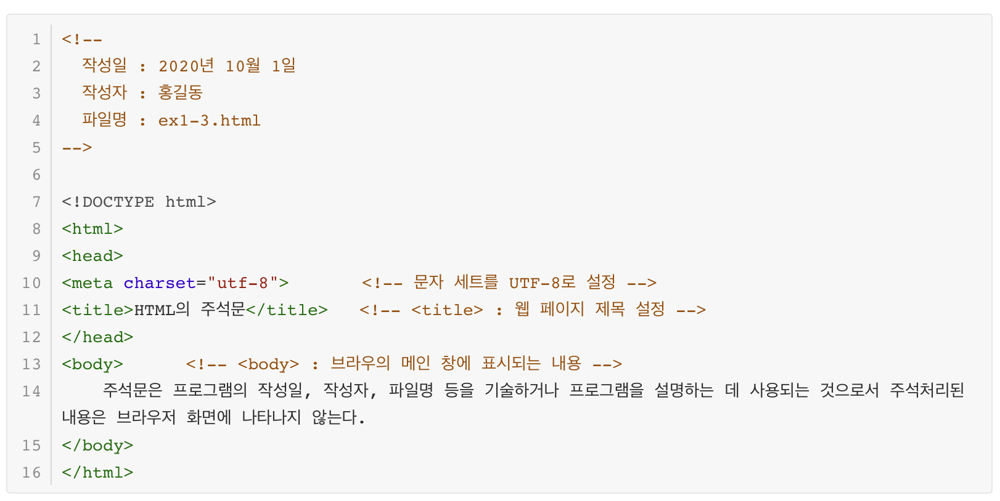 1 <!--
2   작성일 : 2020년 10월 1일
3   작성자 : 홍길동
4   파일명 : ex1-3.html
5 -->
6
7 <!DOCTYPE html>
8 <html>
9 <head>
10 <meta charset="utf-8">       <!-- 문자 세트를 UTF-8로 설정 -->
11 <title>HTML의 주석문</title>   <!-- <title> : 웹 페이지 제목 설정 -->
12 </head>
13 <body>      <!-- <body> : 브라우의 메인 창에 표시되는 내용 -->
14     주석문은 프로그램의 작성일, 작성자, 파일명 등을 기술하거나 프로그램을 설명하는 데 사용되는 것으로서 주석처리된
내용은 브라우저 화면에 나타나지 않는다.
15 </body>
16 </html>